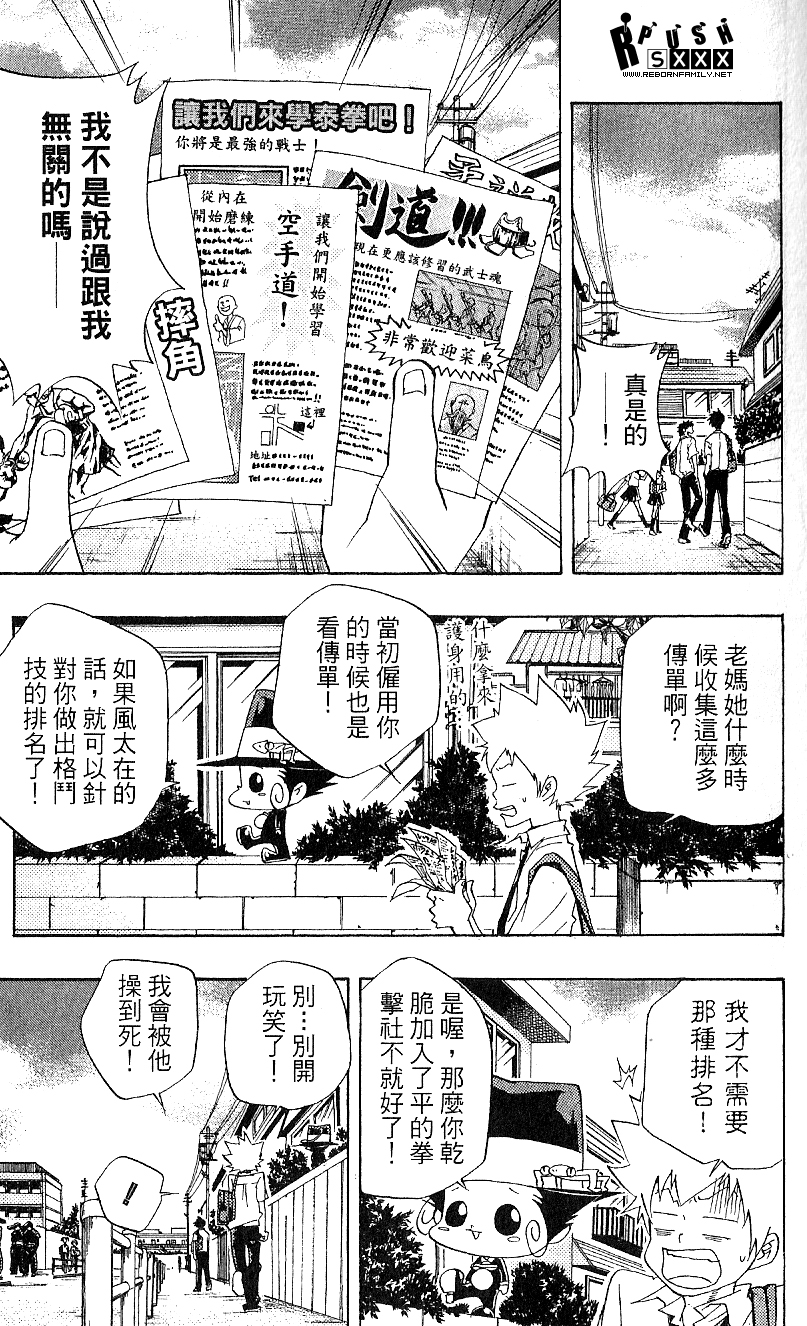 PUSH
SXXX
WWW.REBORNFAMILY.NET
真是的
！
我不是說過跟我
無關的嗎──
讓我們來學泰拳吧！
你將是最強的戰士！
劍道!!!
現在更應該修習的武士魂
非常歡迎菜鳥
從內在
開始磨練
讓我們開始學習
空手道！
這裡
地址
Tel
摔角
老媽她什麼時
候收集這麼多
傳單啊？
什麼拿來
護身用的…
當初僱用你
的時候也是
看傳單！
如果風太在的
話，就可以針
對你做出格鬥
技的排名了！
我才不需要
那種排名！
是喔，那麼你乾
脆加入了平的拳
擊社不就好了！
別…別開
玩笑了！
我會被他
操到死！
！